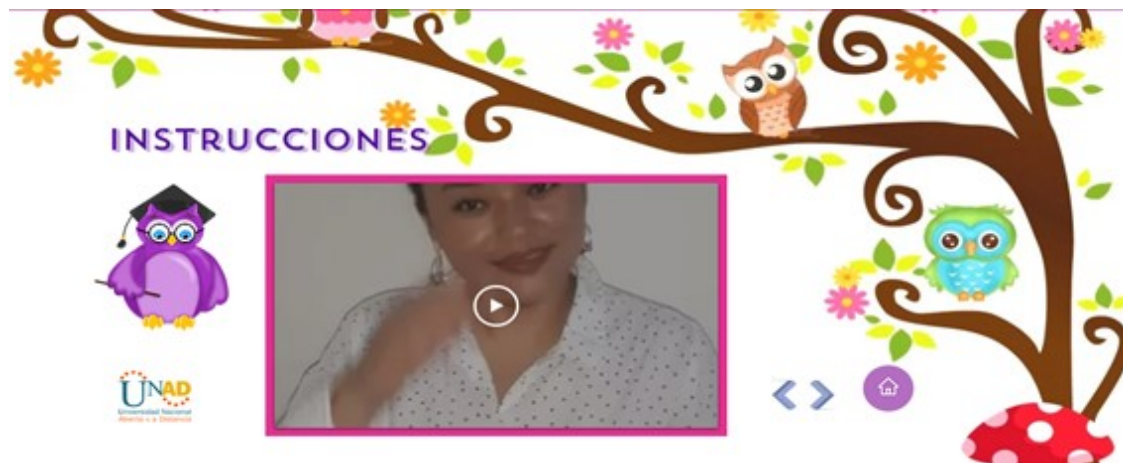 INSTRUCCIONES
UNAD
Universidad Nacional
Abierta y a Distancia